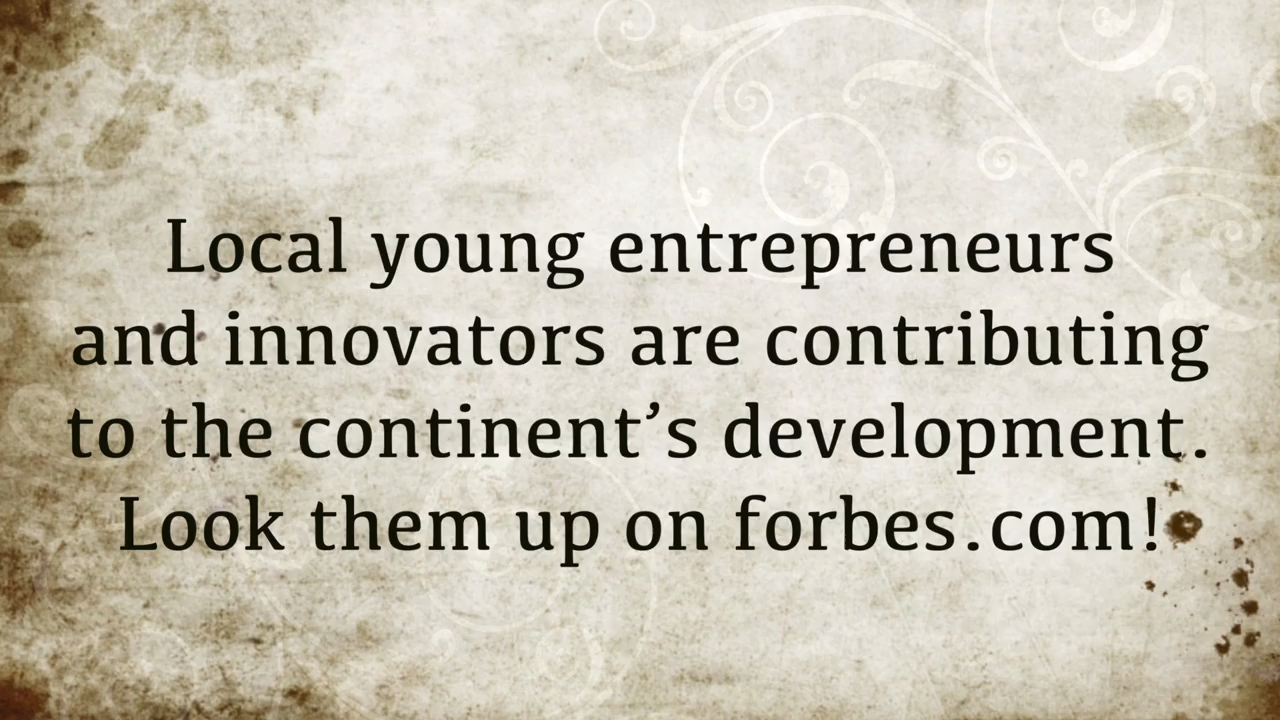 Local young entrepreneurs
and innovators are contributing
to the continent’s development.
Look them up on forbes.com!